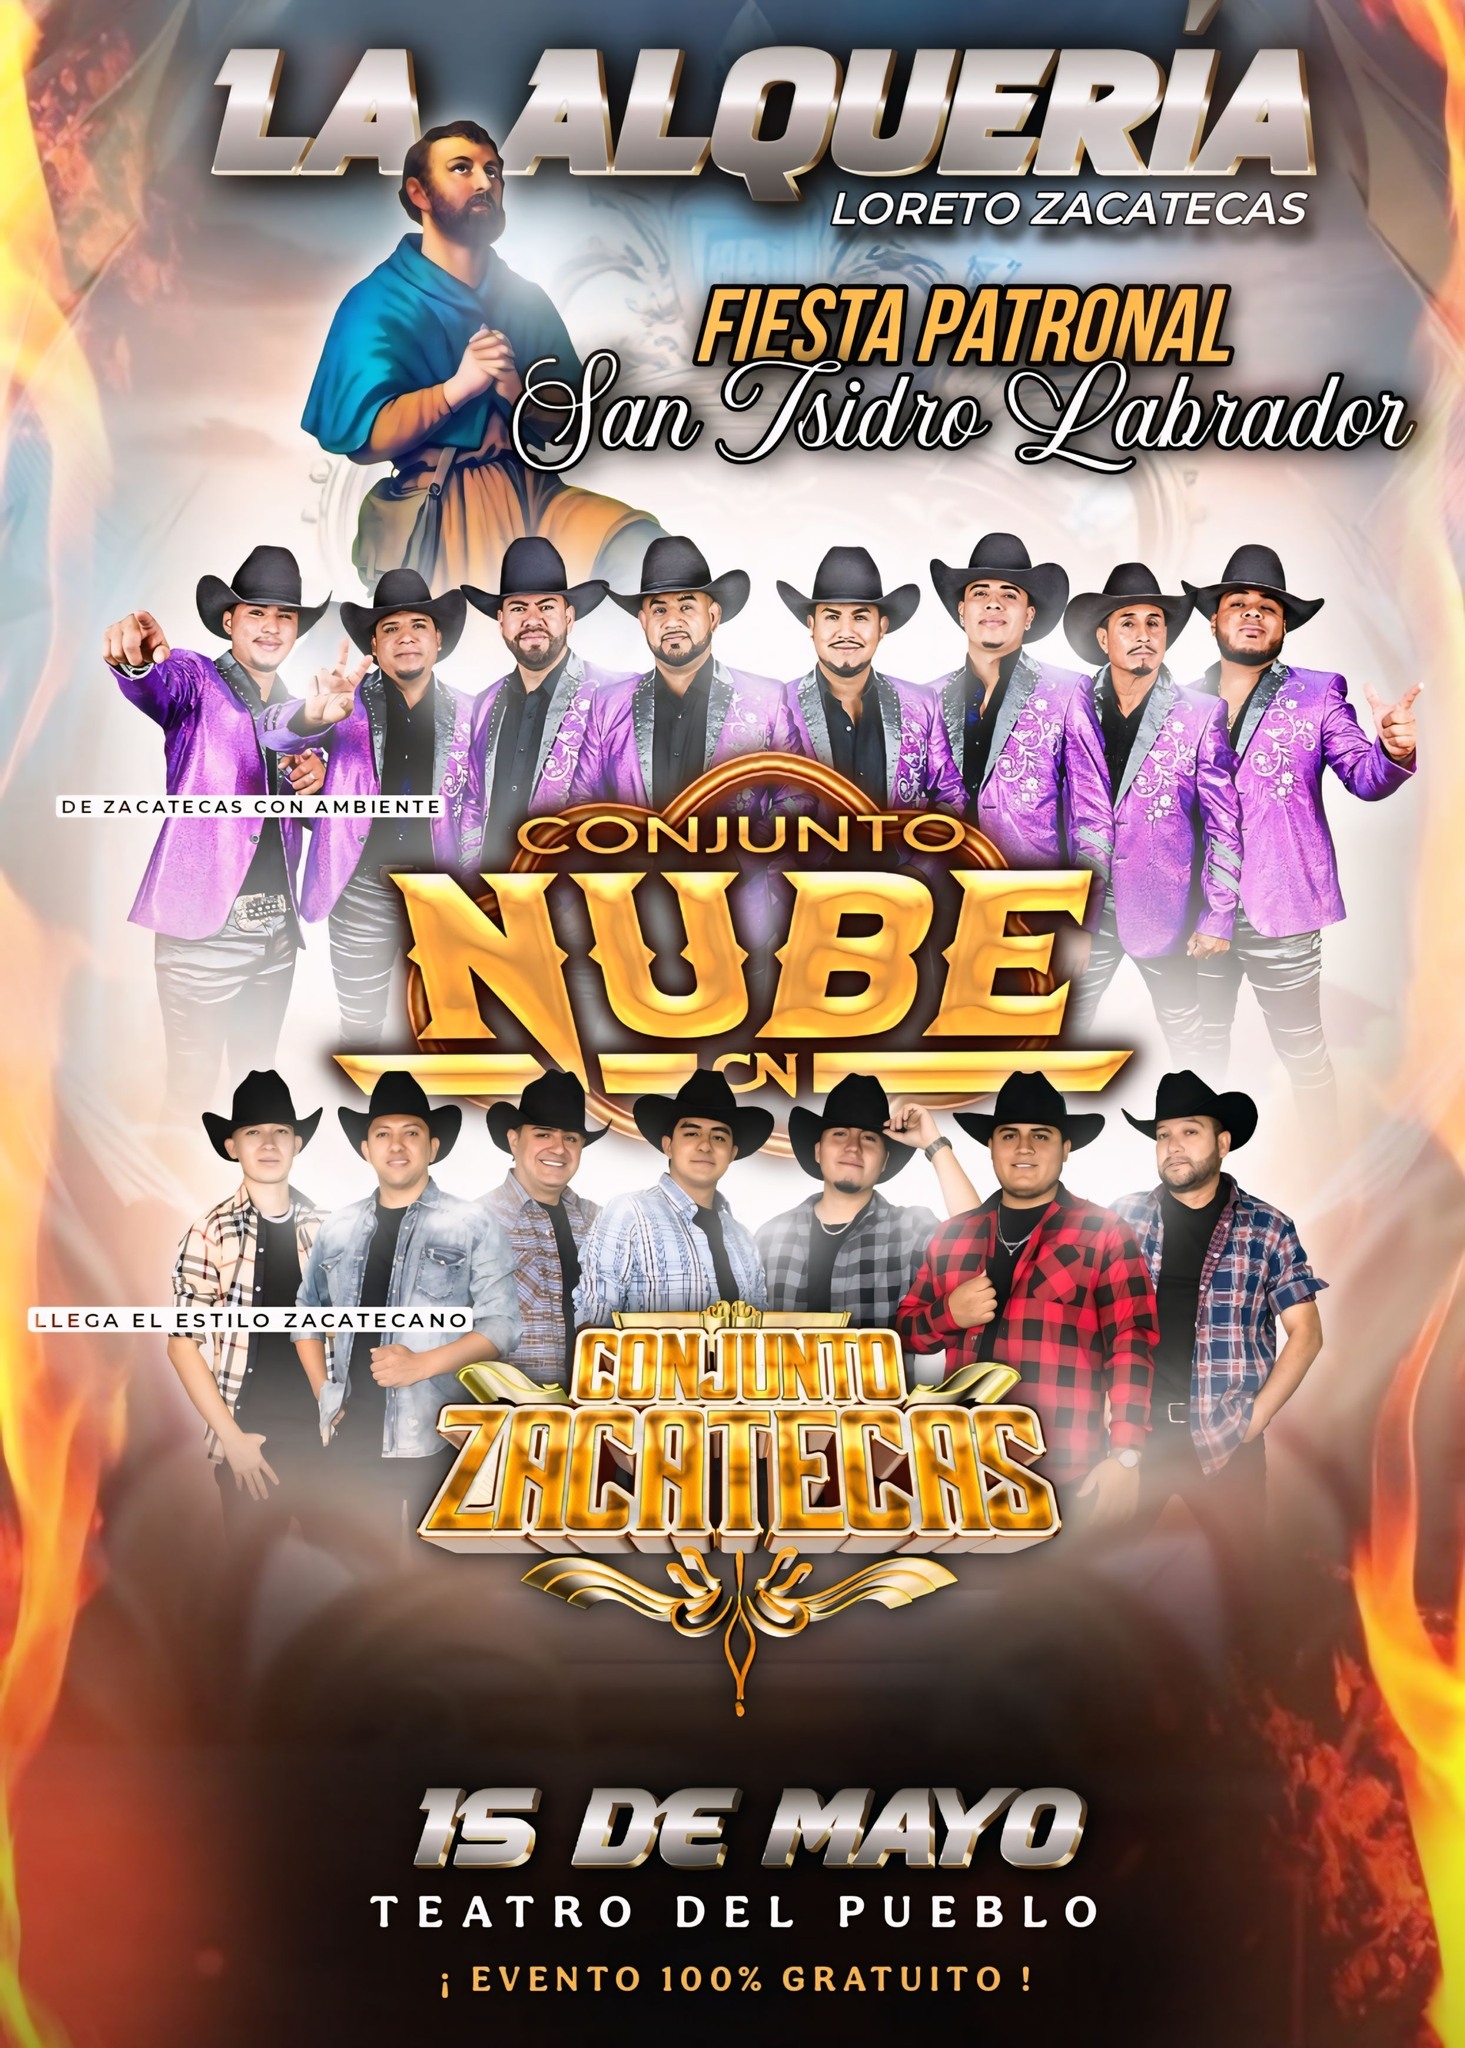 LA ALQUERÍA
LORETO ZACATECAS
FIESTA PATRONAL
San Isidro Labrador
DE ZACATECAS CON AMBIENTE
CONJUNTO
NUBE
CN
LLEGA EL ESTILO ZACATECANO
CONJUNTO
ZACATECAS
15 DE MAYO
TEATRO DEL PUEBLO
¡ EVENTO 100% GRATUITO !